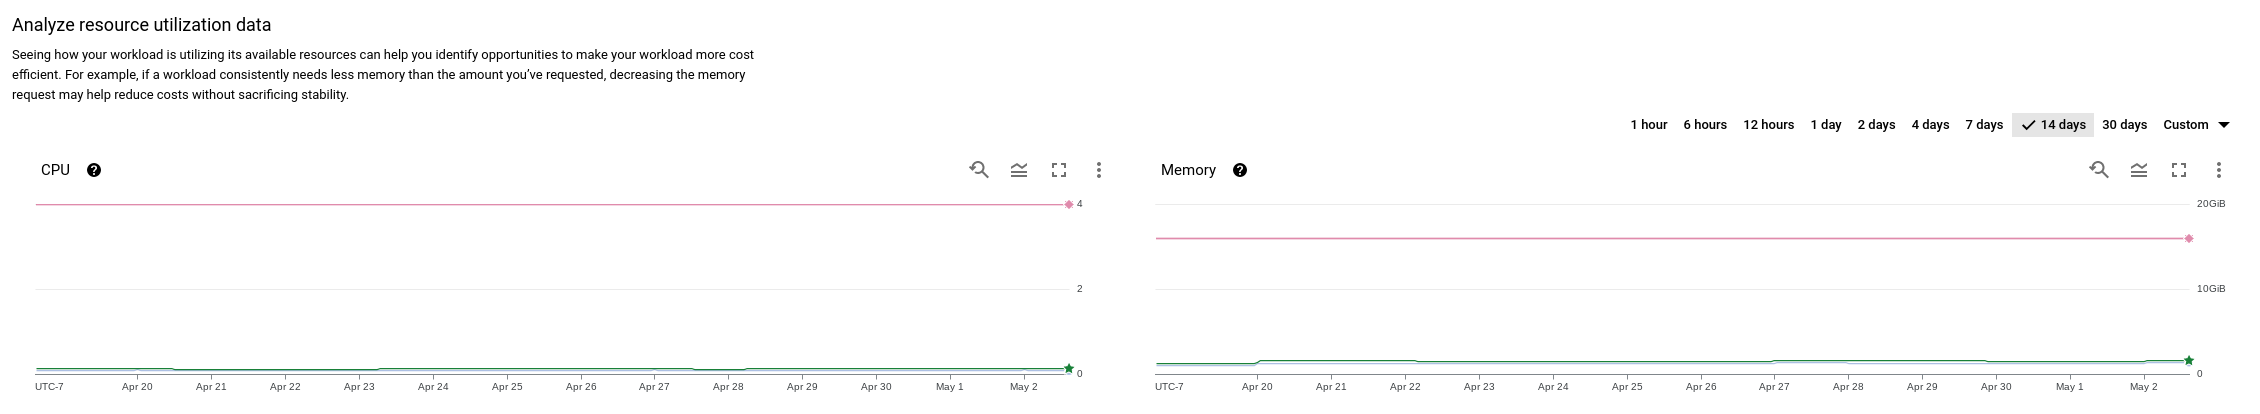 Analyze resource utilization data
Seeing how your workload is utilizing its available resources can help you identify opportunities to make your workload more cost
efficient. For example, if a workload consistently needs less memory than the amount you’ve requested, decreasing the memory
request may help reduce costs without sacrificing stability.
1 hour 6 hours 12 hours 1 day 2 days 4 days 7 days 14 days 30 days Custom
CPU
4
2
0
UTC-7 Apr 20 Apr 21 Apr 22 Apr 23 Apr 24 Apr 25 Apr 26 Apr 27 Apr 28 Apr 29 Apr 30 May 1 May 2
Memory
20GiB
10GiB
0
UTC-7 Apr 20 Apr 21 Apr 22 Apr 23 Apr 24 Apr 25 Apr 26 Apr 27 Apr 28 Apr 29 Apr 30 May 1 May 2